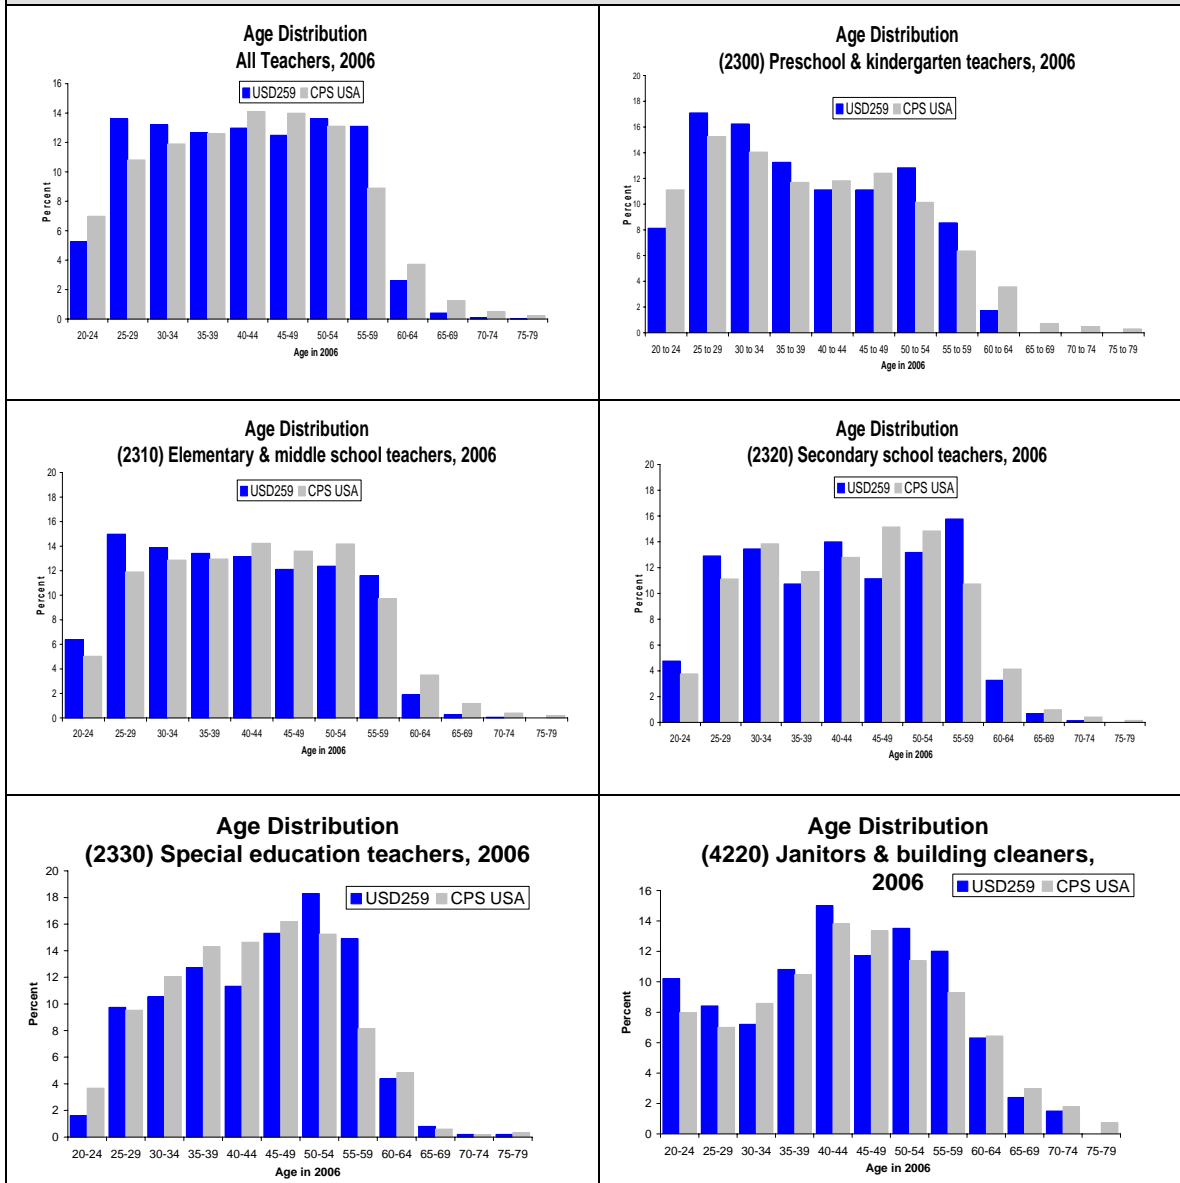 Age Distribution
All Teachers, 2006
USD259 CPS USA
16
14
12
10
8
6
4
2
0
Percent
20-24 25-29 30-34 35-39 40-44 45-49 50-54 55-59 60-64 65-69 70-74 75-79
Age in 2006
Age Distribution
(2300) Preschool & kindergarten teachers, 2006
USD259 CPS USA
20
18
16
14
12
10
8
6
4
2
0
Percent
20 to 24 25 to 29 30 to 34 35 to 39 40 to 44 45 to 49 50 to 54 55 to 59 60 to 64 65 to 69 70 to 74 75 to 79
Age in 2006
Age Distribution
(2310) Elementary & middle school teachers, 2006
USD259 CPS USA
20
18
16
14
12
10
8
6
4
2
0
Percent
20-24 25-29 30-34 35-39 40-44 45-49 50-54 55-59 60-64 65-69 70-74 75-79
Age in 2006
Age Distribution
(2320) Secondary school teachers, 2006
USD259 CPS USA
20
18
16
14
12
10
8
6
4
2
0
Percent
20-24 25-29 30-34 35-39 40-44 45-49 50-54 55-59 60-64 65-69 70-74 75-79
Age in 2006
Age Distribution
(2330) Special education teachers, 2006
USD259 CPS USA
20
18
16
14
12
10
8
6
4
2
0
Percent
20-24 25-29 30-34 35-39 40-44 45-49 50-54 55-59 60-64 65-69 70-74 75-79
Age in 2006
Age Distribution
(4220) Janitors & building cleaners,
2006
USD259 CPS USA
16
14
12
10
8
6
4
2
0
Percent
20-24 25-29 30-34 35-39 40-44 45-49 50-54 55-59 60-64 65-69 70-74 75-79
Age in 2006